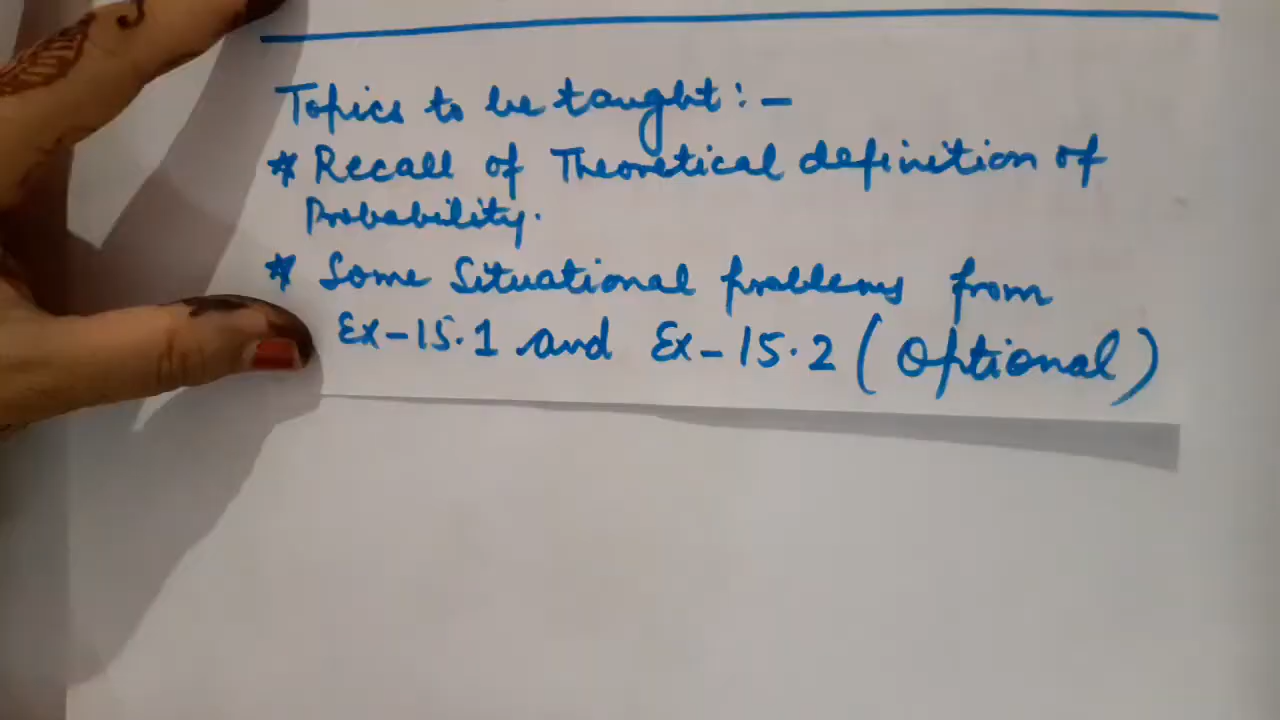 Topics to be taught:-
* Recall of Theoretical definition of
Probability.
* Some Situational problems from
Ex-15.1 and Ex-15.2 (Optional)